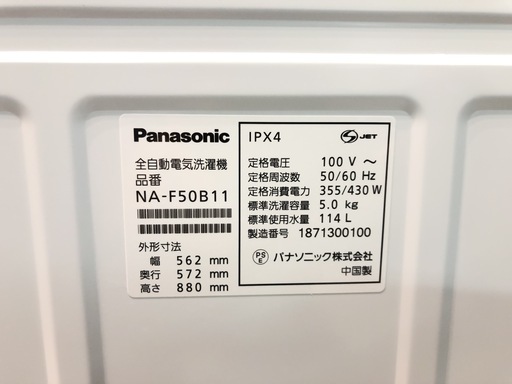 Panasonic
全自動電気洗濯機
品番
NA-F50B11
外形寸法
幅 562 mm
奥行 572 mm
高さ 880 mm
IPX4
S JET
定格電圧 100 V ～
定格周波数 50/60 Hz
定格消費電力 355/430 W
標準洗濯容量 5.0 kg
標準使用水量 114 L
製造番号 1871300100
PS E パナソニック株式会社
中国製